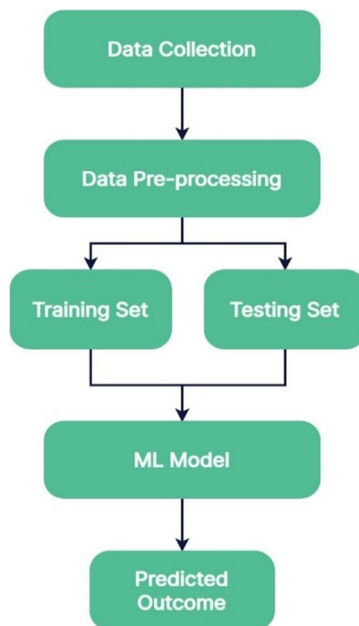 Data Collection
Data Pre-processing
Training Set
Testing Set
ML Model
Predicted
Outcome